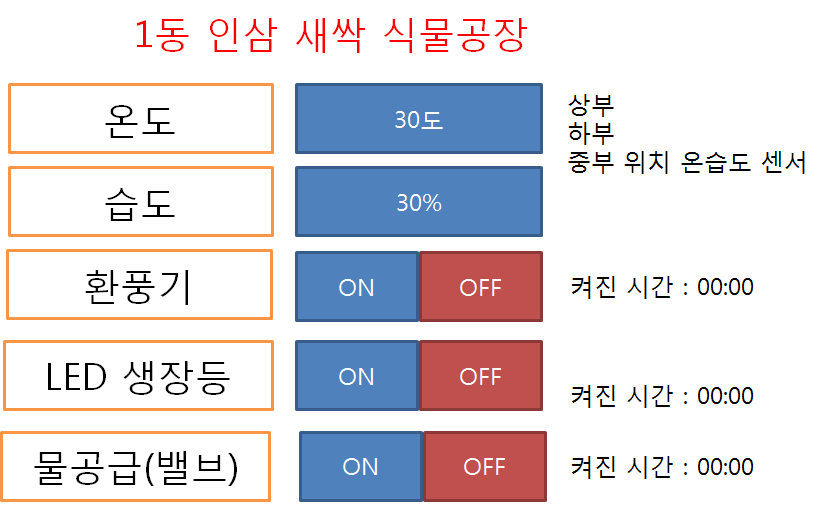 1동 인삼 새싹 식물공장
온도
30도
상부
하부
중부 위치 온습도 센서
습도
30%
환풍기
ON
OFF
켜진 시간 : 00:00
LED 생장등
ON
OFF
켜진 시간 : 00:00
물공급(밸브)
ON
OFF
켜진 시간 : 00:00